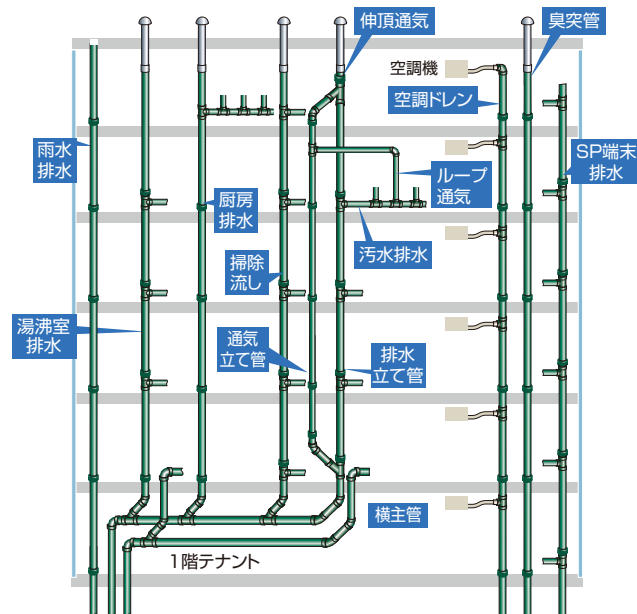 伸頂通気
臭突管
空調機
空調ドレン
雨水
排水
SP端末
排水
ループ
通気
厨房
排水
汚水排水
掃除
流し
湯沸室
排水
通気
立て管
排水
立て管
横主管
1階テナント